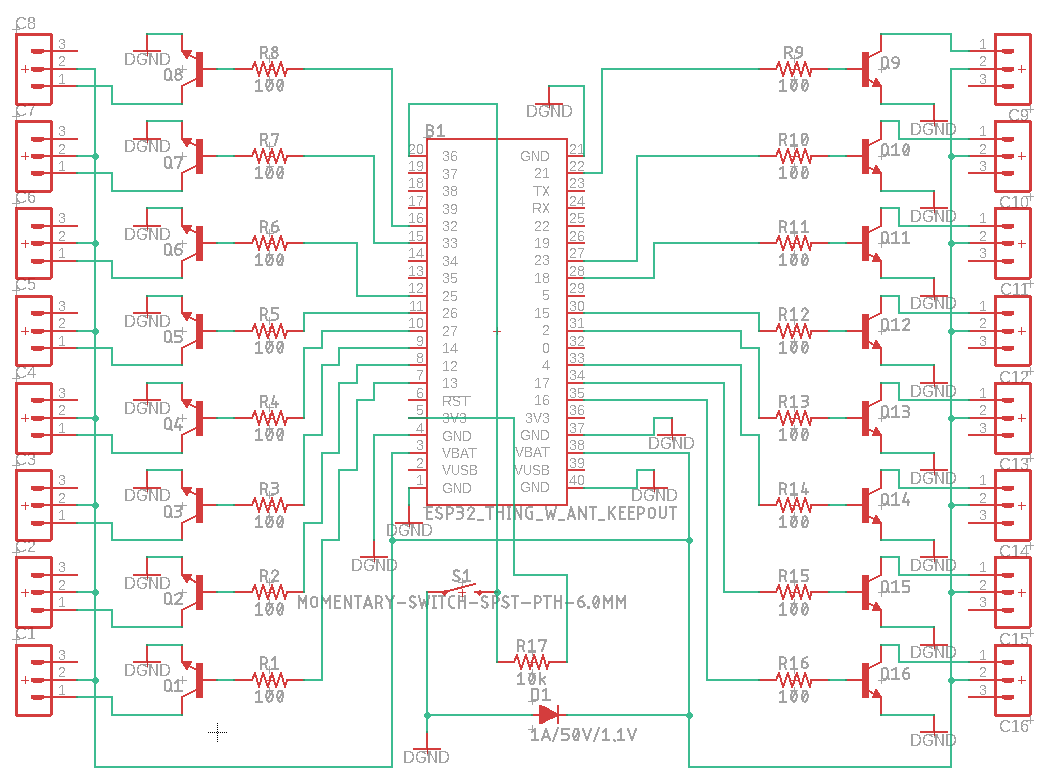 C8
3
2
1
DGND
Q8
R8
100
C7
3
2
1
DGND
Q7
R7
100
C6
3
2
1
DGND
Q6
R6
100
C5
3
2
1
DGND
Q5
R5
100
C4
3
2
1
DGND
Q4
R4
100
C3
3
2
1
DGND
Q3
R3
100
C2
3
2
1
DGND
Q2
R2
100
C1
3
2
1
DGND
Q1
R1
100
DGND
B1
20 36 GND 21
19 37 21 22
18 38 TX 23
17 39 RX 24
16 32 22 25
15 33 19 26
14 34 23 27
13 35 18 28
12 25 5 29
11 26 15 30
10 27 2 31
9 14 0 32
8 12 4 33
7 13 17 34
6 RST 16 35
5 3V3 3V3 36
4 GND GND 37
3 VBAT VBAT 38
2 VUSB VUSB 39
1 GND GND 40
DGND
DGND
ESP32_THING_W_ANT_KEEPOUT
DGND
DGND
S1
MOMENTARY-SWITCH-SPST-PTH-6.0MM
R17
10k
D1
1A/50V/1.1V
DGND
R9
100
Q9
1
2
3
DGND
C9
R10
100
Q10
1
2
3
DGND
C10
R11
100
Q11
1
2
3
DGND
C11
R12
100
Q12
1
2
3
DGND
C12
R13
100
Q13
1
2
3
DGND
C13
R14
100
Q14
1
2
3
DGND
C14
R15
100
Q15
1
2
3
DGND
C15
R16
100
Q16
1
2
3
DGND
C16